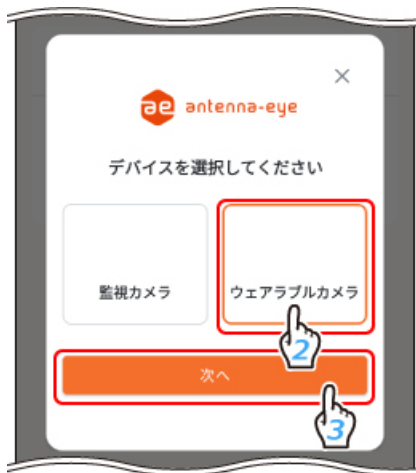 ×
ae antenna-eye
デバイスを選択してください
監視カメラ
ウェアラブルカメラ
2
次へ
3